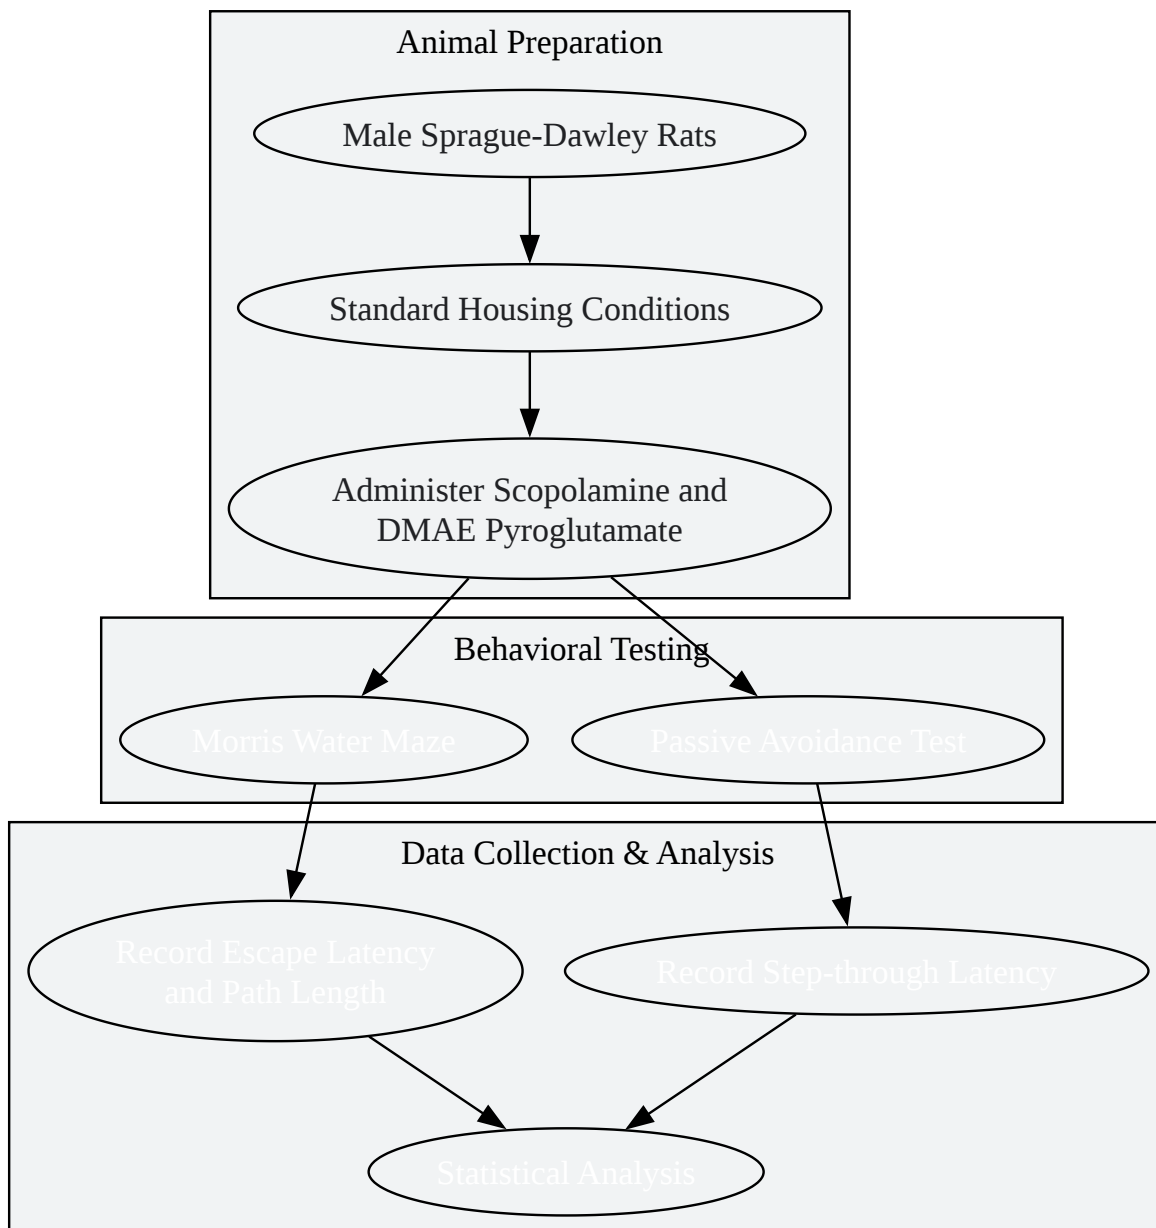 Animal Preparation
Male Sprague-Dawley Rats
Standard Housing Conditions
Administer Scopolamine and
DMAE Pyroglutamate
Behavioral Testing
Morris Water Maze
Passive Avoidance Test
Data Collection & Analysis
Record Escape Latency
and Path Length
Record Step-through Latency
Statistical Analysis